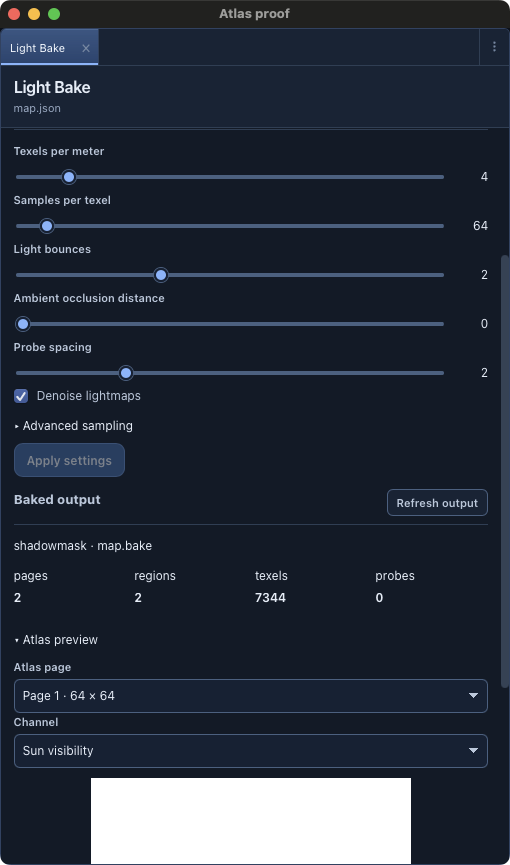 Atlas proof
Light Bake
Light Bake
map.json
Texels per meter
4
Samples per texel
64
Light bounces
2
Ambient occlusion distance
0
Probe spacing
2
Denoise lightmaps
Advanced sampling
Apply settings
Baked output
Refresh output
shadowmask · map.bake
pages regions texels probes
2 2 7344 0
Atlas preview
Atlas page
Page 1 · 64 × 64
Channel
Sun visibility